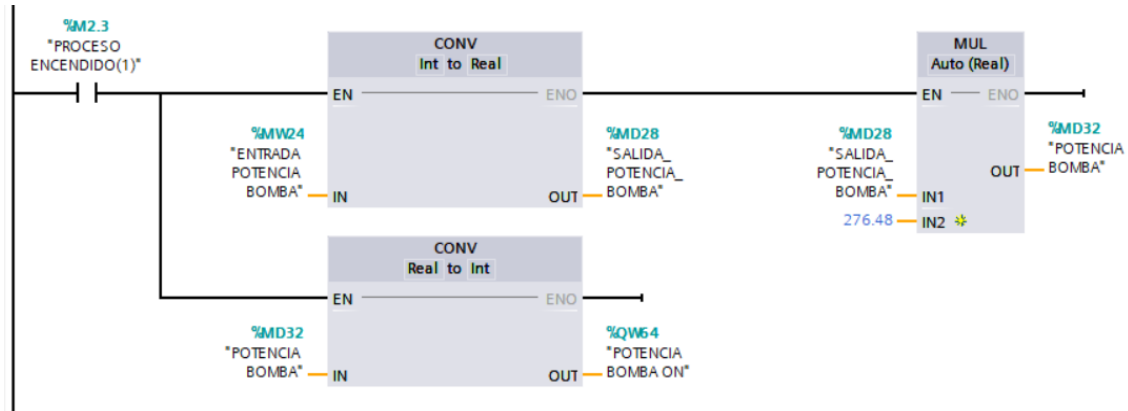 %M2.3
"PROCESO
ENCENDIDO(1)"
CONV
Int to Real
EN ENO
%MW24
"ENTRADA
POTENCIA
BOMBA"
IN
%MD28
"SALIDA_
POTENCIA_
BOMBA"
OUT
MUL
Auto (Real)
EN ENO
%MD28
"SALIDA_
POTENCIA_
BOMBA"
IN1
276.48
IN2
%MD32
"POTENCIA
BOMBA"
OUT
CONV
Real to Int
EN ENO
%MD32
"POTENCIA
BOMBA"
IN
%QW64
"POTENCIA
BOMBA ON"
OUT